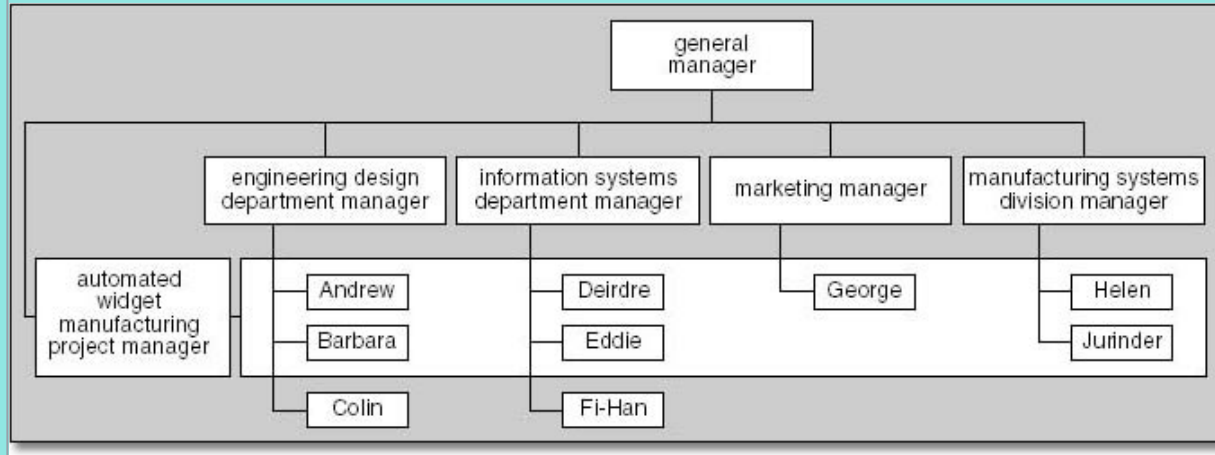 general
manager
engineering design
department manager
information systems
department manager
marketing manager
manufacturing systems
division manager
automated
widget
manufacturing
project manager
Andrew
Deirdre
George
Helen
Barbara
Eddie
Jurinder
Colin
Fi-Han